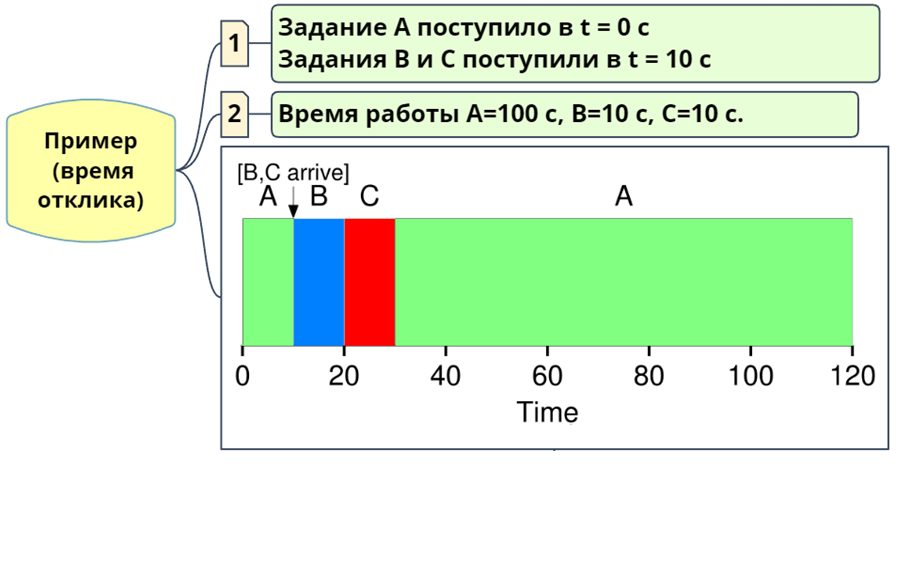 Пример
(время
отклика)
1
Задание A поступило в t = 0 с
Задания B и C поступили в t = 10 с
2
Время работы A=100 с, B=10 с, C=10 с.
[B,C arrive]
A B C A
0 20 40 60 80 100 120
Time